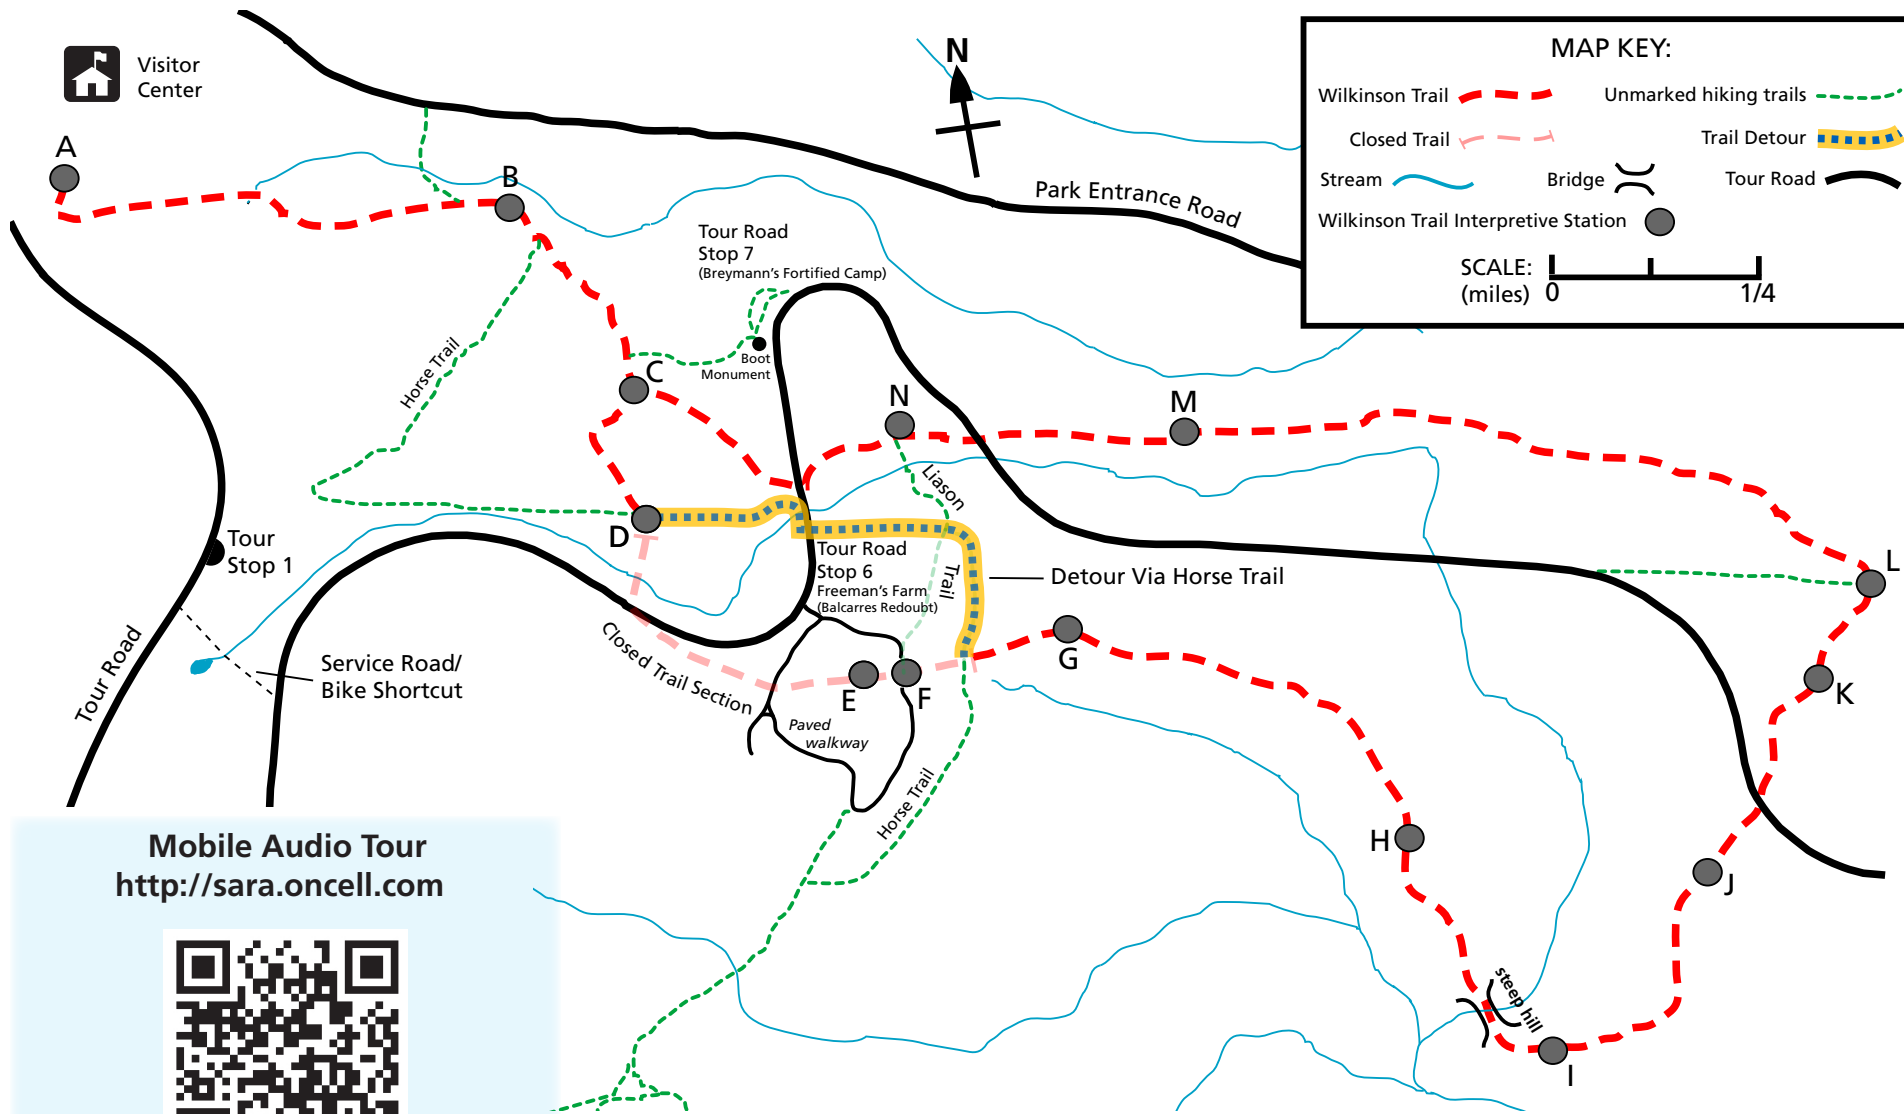 Visitor
Center
N
MAP KEY:
Wilkinson Trail
Unmarked hiking trails
Closed Trail
Trail Detour
Stream
Bridge
Tour Road
Wilkinson Trail Interpretive Station
SCALE:
(miles)
0
1/4
A
B
Park Entrance Road
Tour Road
Stop 7
(Breymann's Fortified Camp)
Boot
Monument
Horse Trail
C
N
M
Liason
Trail
D
Tour
Stop 1
Tour Road
Stop 6
Freeman's Farm
(Balcarres Redoubt)
Detour Via Horse Trail
L
G
Closed Trail Section
Service Road/
Bike Shortcut
Tour Road
E
F
K
Paved
walkway
Horse Trail
H
J
steep hill
I
Mobile Audio Tour
http://sara.oncell.com